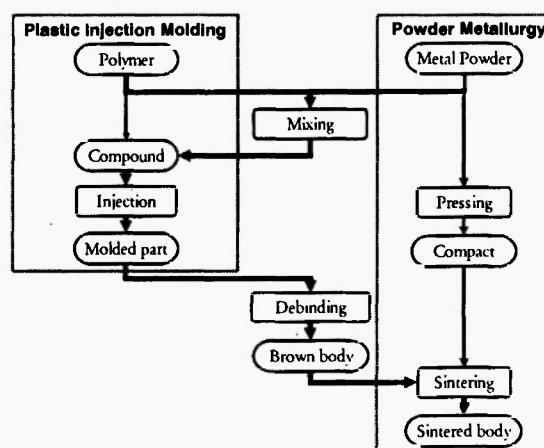 Plastic Injection Molding
Powder Metallurgy
Polymer
Metal Powder
Mixing
Compound
Injection
Pressing
Molded part
Compact
Debinding
Brown body
Sintering
Sintered body